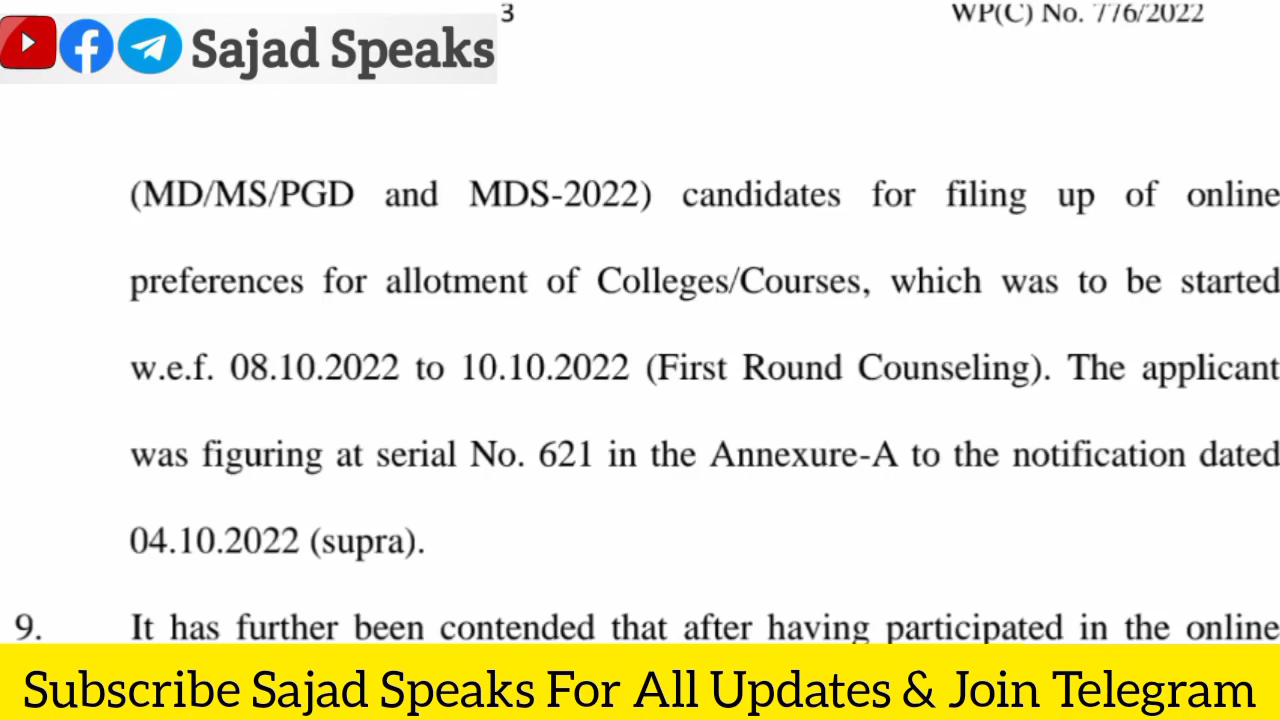 3
WP(C) No. 776/2022
Sajad Speaks
(MD/MS/PGD and MDS-2022) candidates for filing up of online
preferences for allotment of Colleges/Courses, which was to be started
w.e.f. 08.10.2022 to 10.10.2022 (First Round Counseling). The applicant
was figuring at serial No. 621 in the Annexure-A to the notification dated
04.10.2022 (supra).
9. It has further been contended that after having participated in the online
Subscribe Sajad Speaks For All Updates & Join Telegram